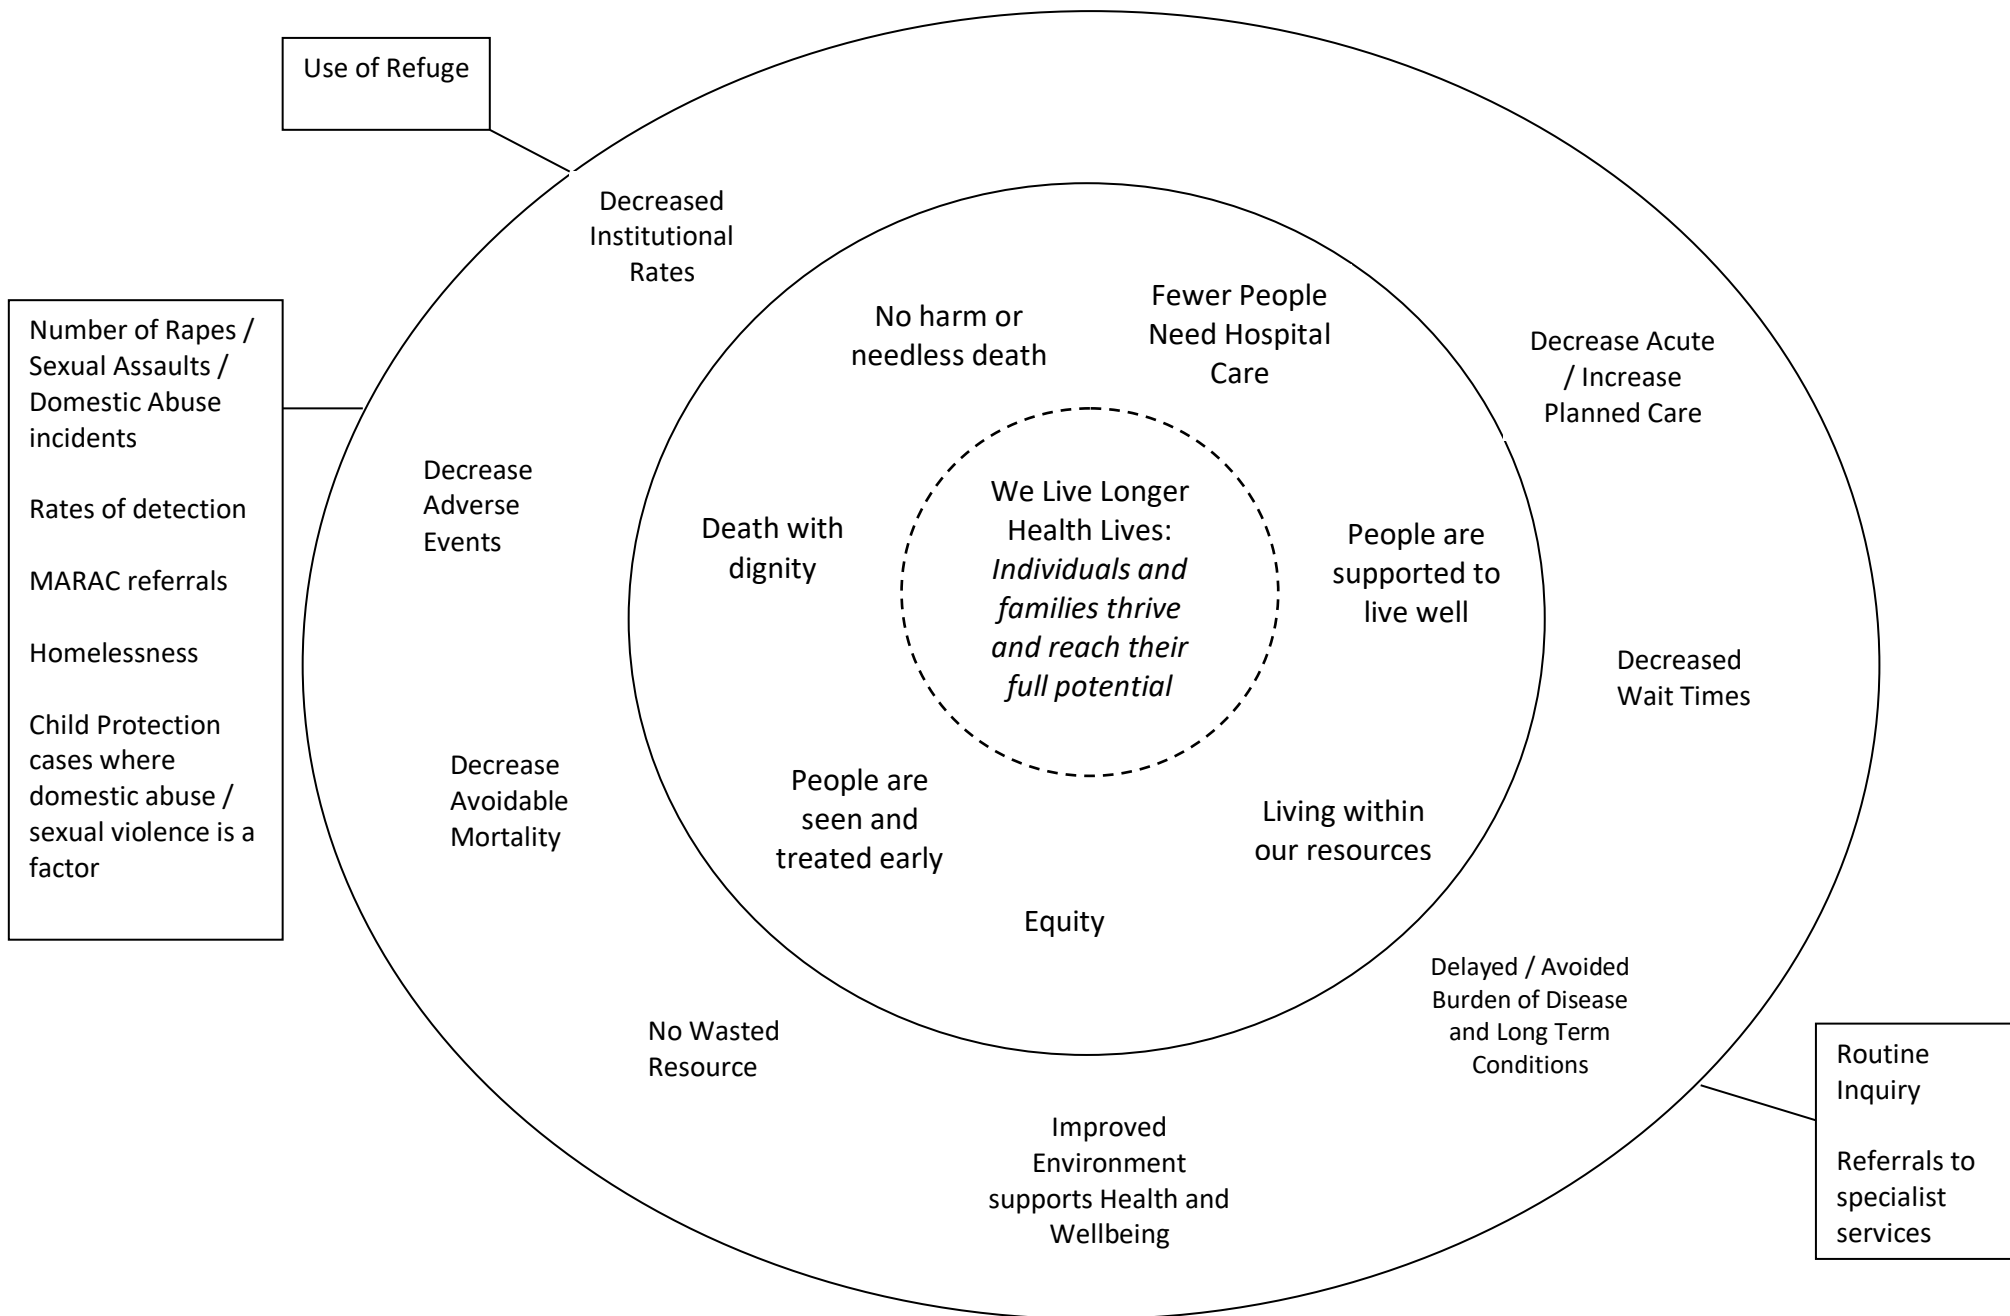 Use of Refuge
Decreased
Institutional
Rates
Number of Rapes /
Sexual Assaults /
Domestic Abuse
incidents
Rates of detection
MARAC referrals
Homelessness
Child Protection
cases where
domestic abuse /
sexual violence is a
factor
No harm or
needless death
Fewer People
Need Hospital
Care
Decrease Acute
/ Increase
Planned Care
Decrease
Adverse
Events
Death with
dignity
We Live Longer
Health Lives:
Individuals and
families thrive
and reach their
full potential
People are
supported to
live well
Decreased
Wait Times
Decrease
Avoidable
Mortality
People are
seen and
treated early
Living within
our resources
Equity
Delayed / Avoided
Burden of Disease
and Long Term
Conditions
No Wasted
Resource
Improved
Environment
supports Health and
Wellbeing
Routine
Inquiry
Referrals to
specialist
services